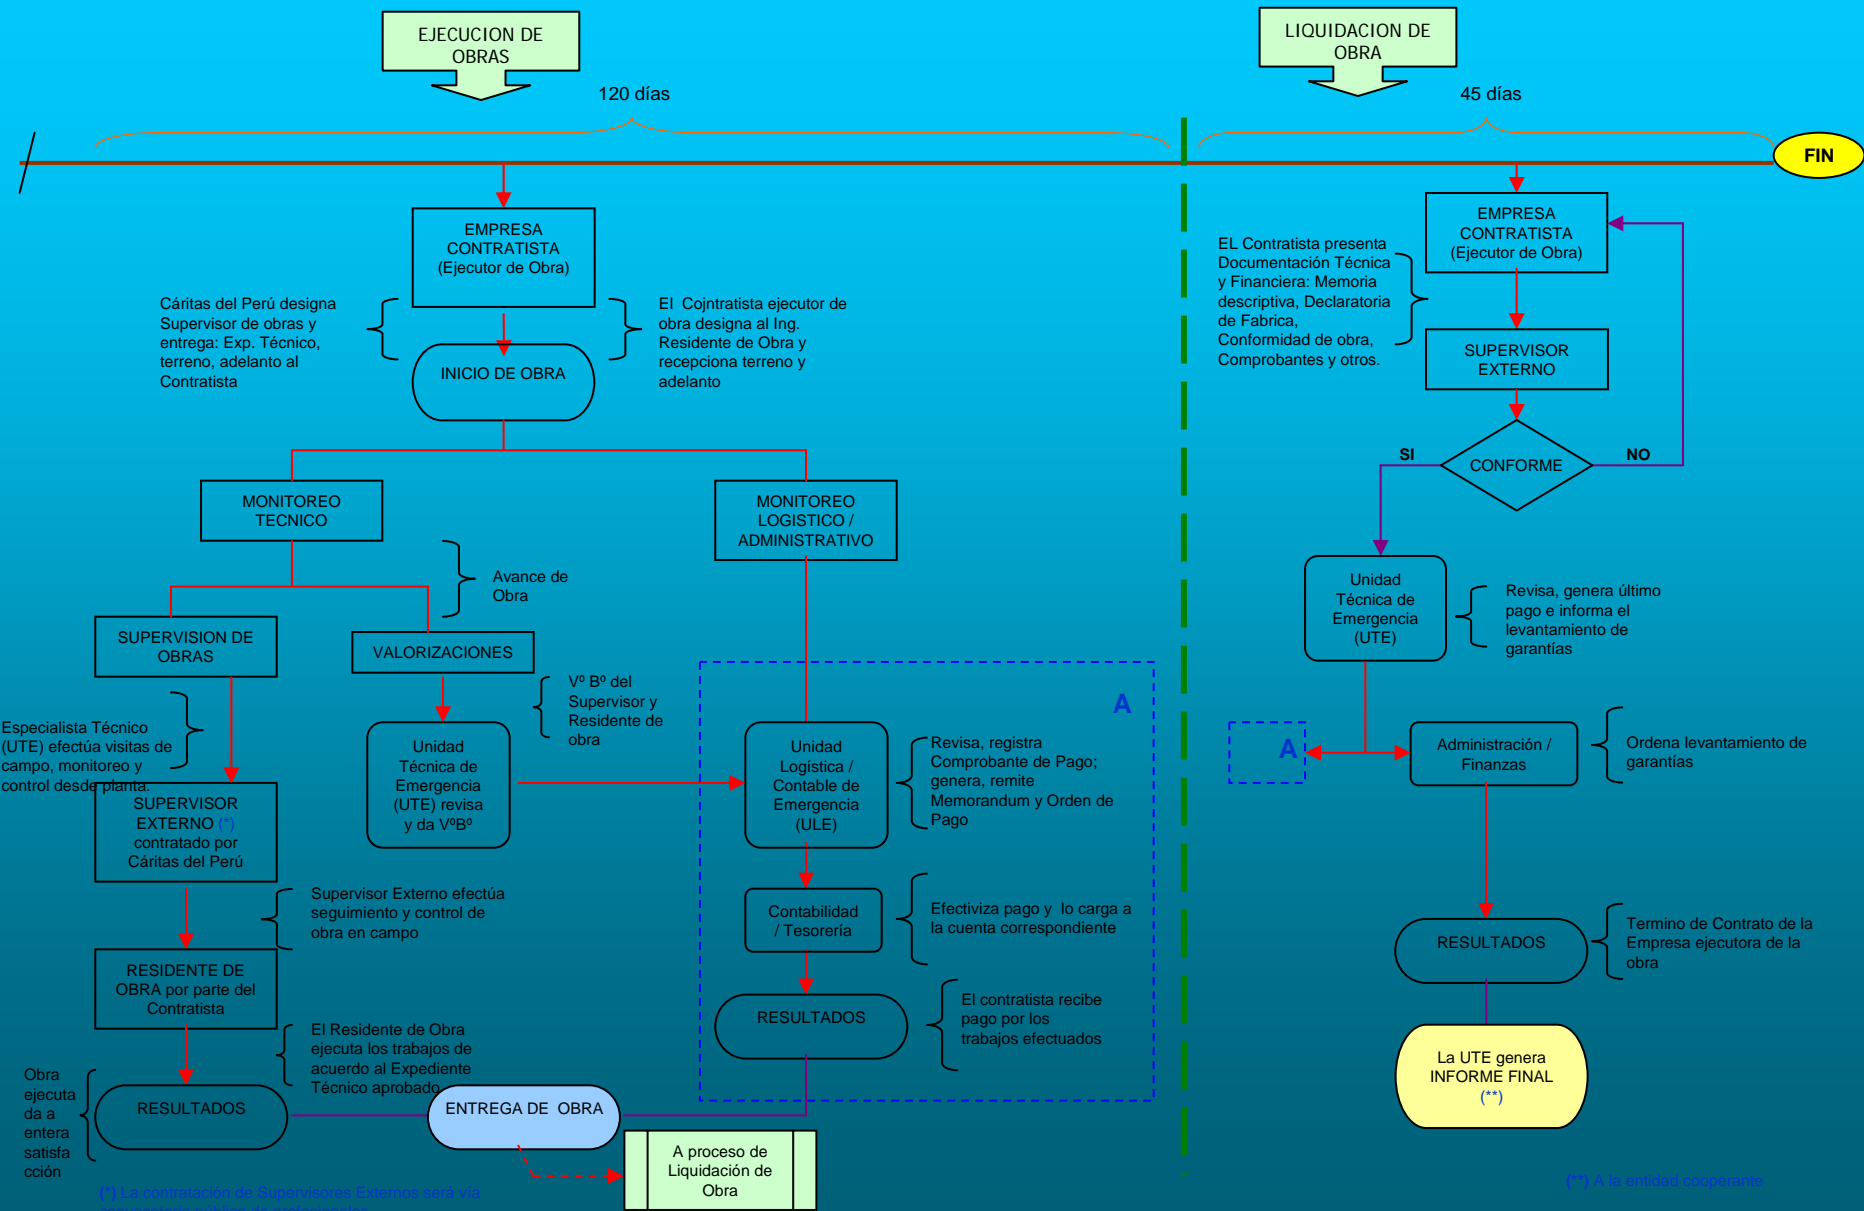 EJECUCION DE
OBRAS
120 días
LIQUIDACION DE
OBRA
45 días
FIN
EMPRESA
CONTRATISTA
(Ejecutor de Obra)
Cáritas del Perú designa
Supervisor de obras y
entrega: Exp. Técnico,
terreno, adelanto al
Contratista
El  Cojntratista ejecutor de
obra designa al Ing.
Residente de Obra y
recepciona terreno y
adelanto
INICIO DE OBRA
MONITOREO
TECNICO
MONITOREO
LOGISTICO /
ADMINISTRATIVO
Avance de
Obra
SUPERVISION DE
OBRAS
VALORIZACIONES
Vº Bº del
Supervisor y
Residente de
obra
Especialista Técnico
(UTE) efectúa visitas de
campo, monitoreo y
control desde planta.
Unidad
Técnica de
Emergencia
(UTE) revisa
y da VºBº
A
Unidad
Logística /
Contable de
Emergencia
(ULE)
Revisa, registra
Comprobante de Pago;
genera, remite
Memorandum y Orden de
Pago
SUPERVISOR
EXTERNO (*)
contratado por
Cáritas del Perú
Supervisor Externo efectúa
seguimiento y control de
obra en campo
Contabilidad
/ Tesorería
Efectiviza pago y  lo carga a
la cuenta correspondiente
RESIDENTE DE
OBRA por parte del
Contratista
El Residente de Obra
ejecuta los trabajos de
acuerdo al Expediente
Técnico aprobado
RESULTADOS
El contratista recibe
pago por los
trabajos efectuados
Obra
ejecuta
da a
entera
satisfa
cción
RESULTADOS
ENTREGA DE  OBRA
A proceso de
Liquidación de
Obra
(*) La contratación de Supervisores Externos será vía
convocatoria pública de profesionales
EMPRESA
CONTRATISTA
(Ejecutor de Obra)
EL Contratista presenta
Documentación Técnica
y Financiera: Memoria
descriptiva, Declaratoria
de Fabrica,
Conformidad de obra,
Comprobantes y otros.
SUPERVISOR
EXTERNO
SI
CONFORME
NO
Unidad
Técnica de
Emergencia
(UTE)
Revisa, genera último
pago e informa el
levantamiento de
garantías
A
Administración /
Finanzas
Ordena levantamiento de
garantías
RESULTADOS
Termino de Contrato de la
Empresa ejecutora de la
obra
La UTE genera
INFORME FINAL
(**)
(**) A la entidad cooperante